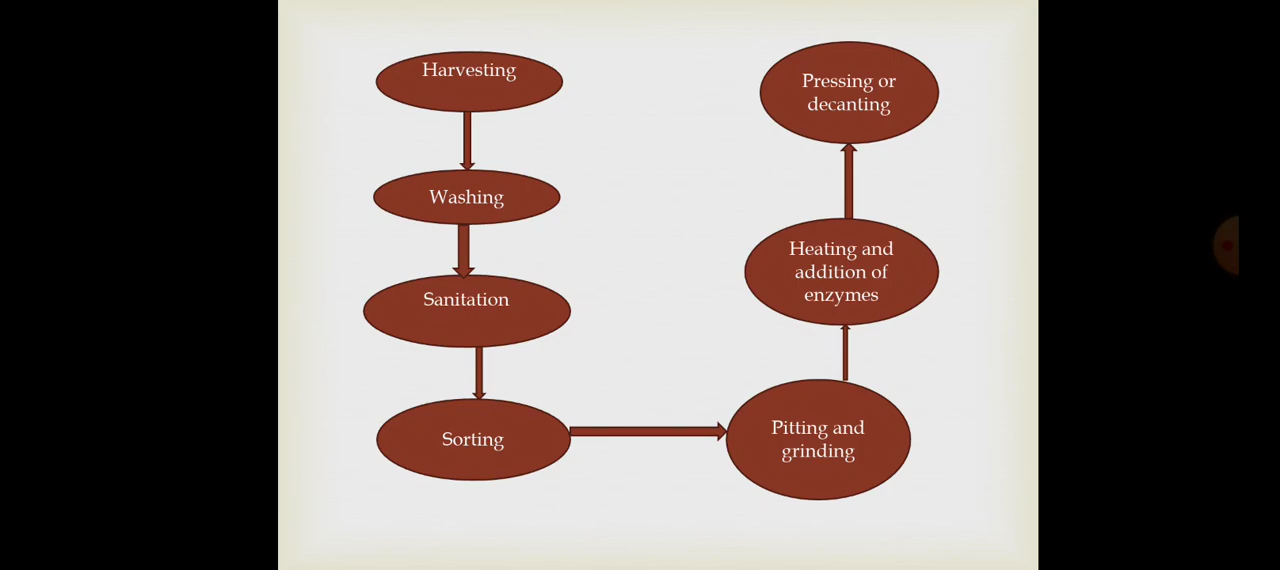 Harvesting
Washing
Sanitation
Sorting
Pitting and
grinding
Heating and
addition of
enzymes
Pressing or
decanting